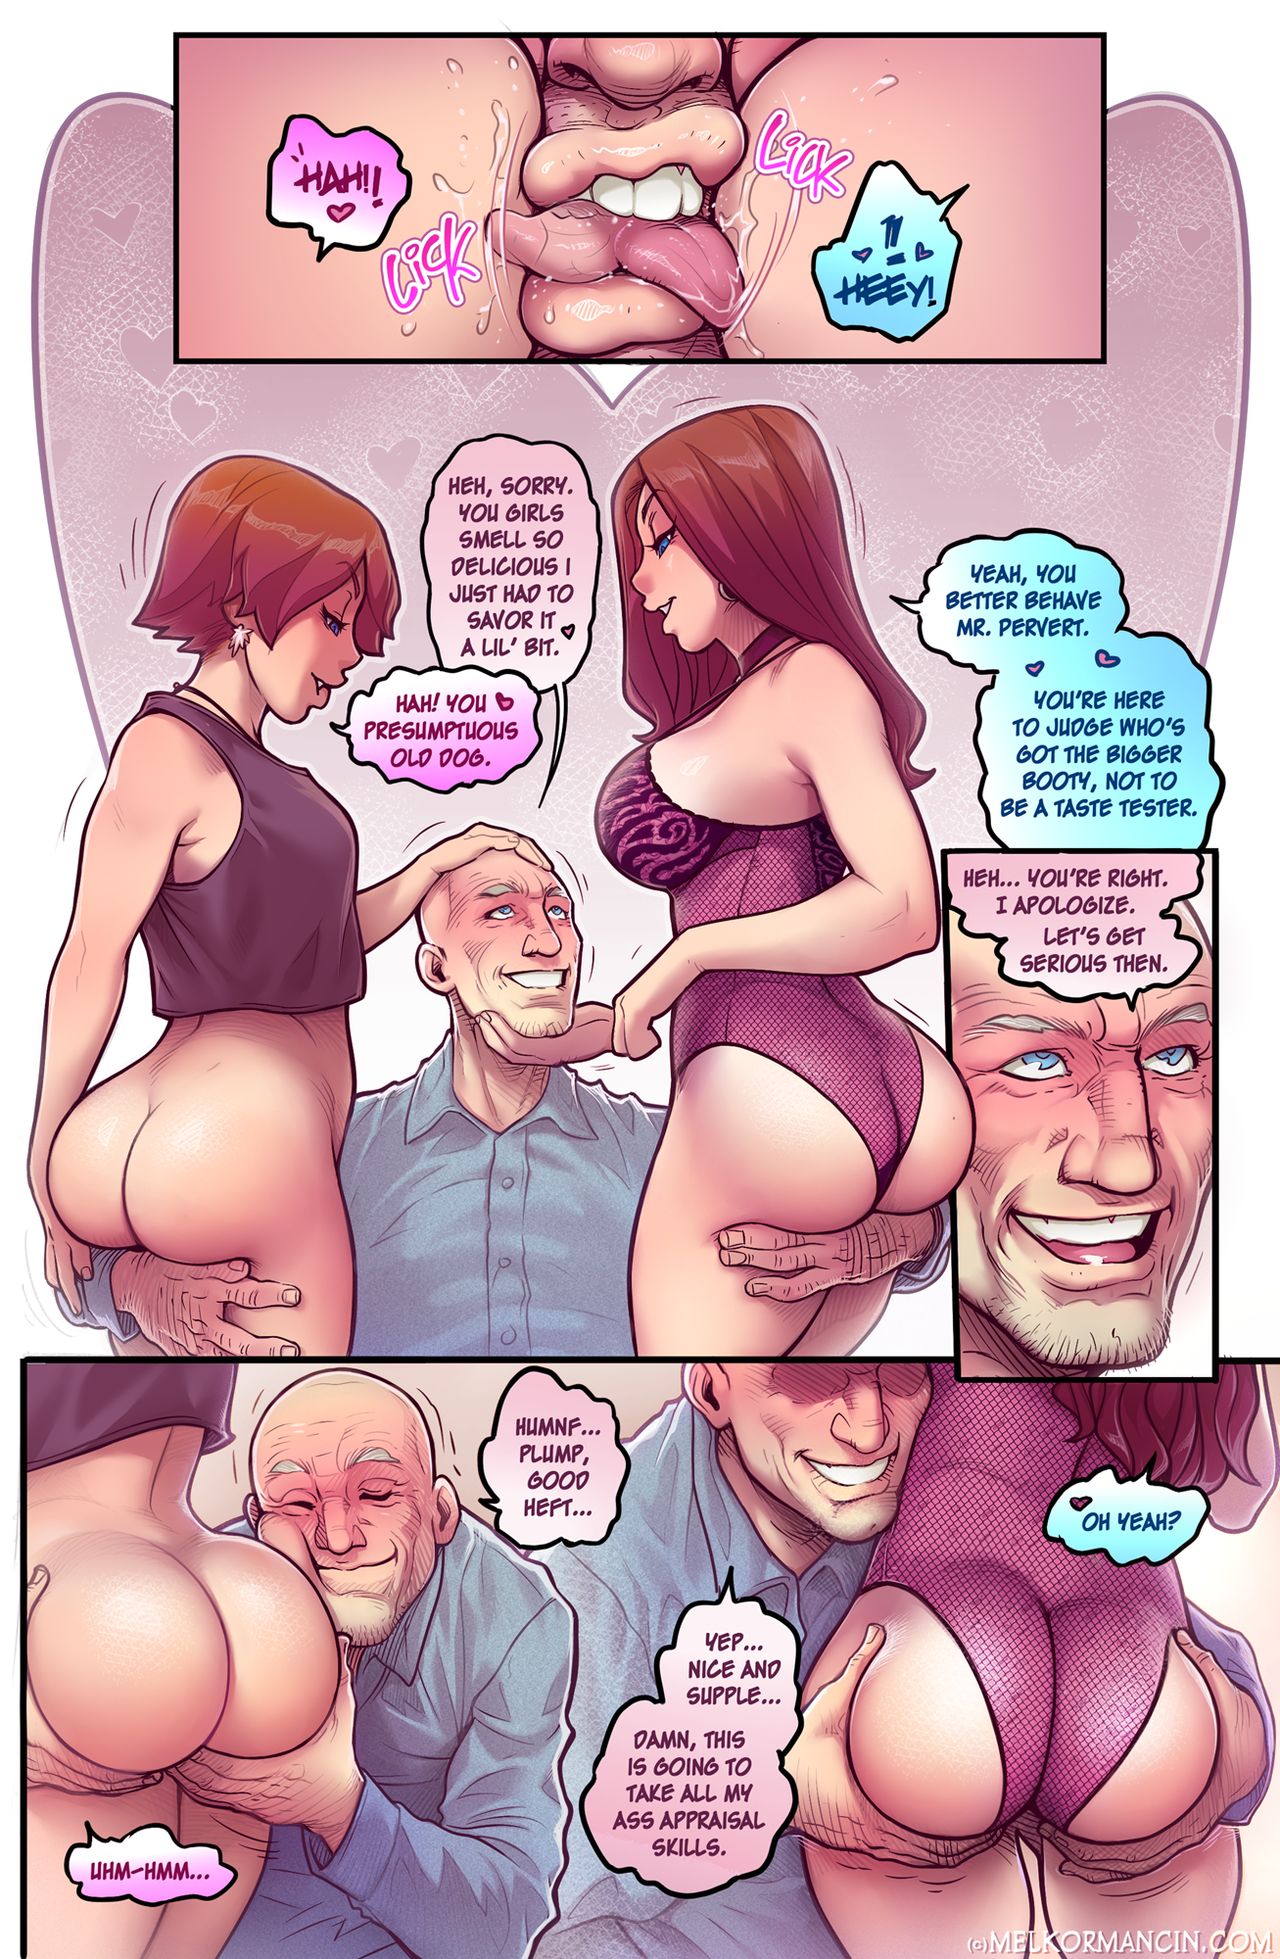 HAH!!
LICK
LICK
!!
HEEY!
HEH, SORRY.
YOU GIRLS
SMELL SO
DELICIOUS I
JUST HAD TO
SAVOR IT
A LIL' BIT.
HAH! YOU
PRESUMPTUOUS
OLD DOG.
YEAH, YOU
BETTER BEHAVE
MR. PERVERT.
YOU'RE HERE
TO JUDGE WHO'S
GOT THE BIGGER
BOOTY, NOT TO
BE A TASTE TESTER.
HEH... YOU'RE RIGHT.
I APOLOGIZE.
LET'S GET
SERIOUS THEN.
HUMNF...
PLUMP,
GOOD
HEFT...
UHM-HMM...
OH YEAH?
YEP...
NICE AND
SUPPLE...
DAMN, THIS
IS GOING TO
TAKE ALL MY
ASS APPRAISAL
SKILLS.
(C)MELKORMANCIN.COM